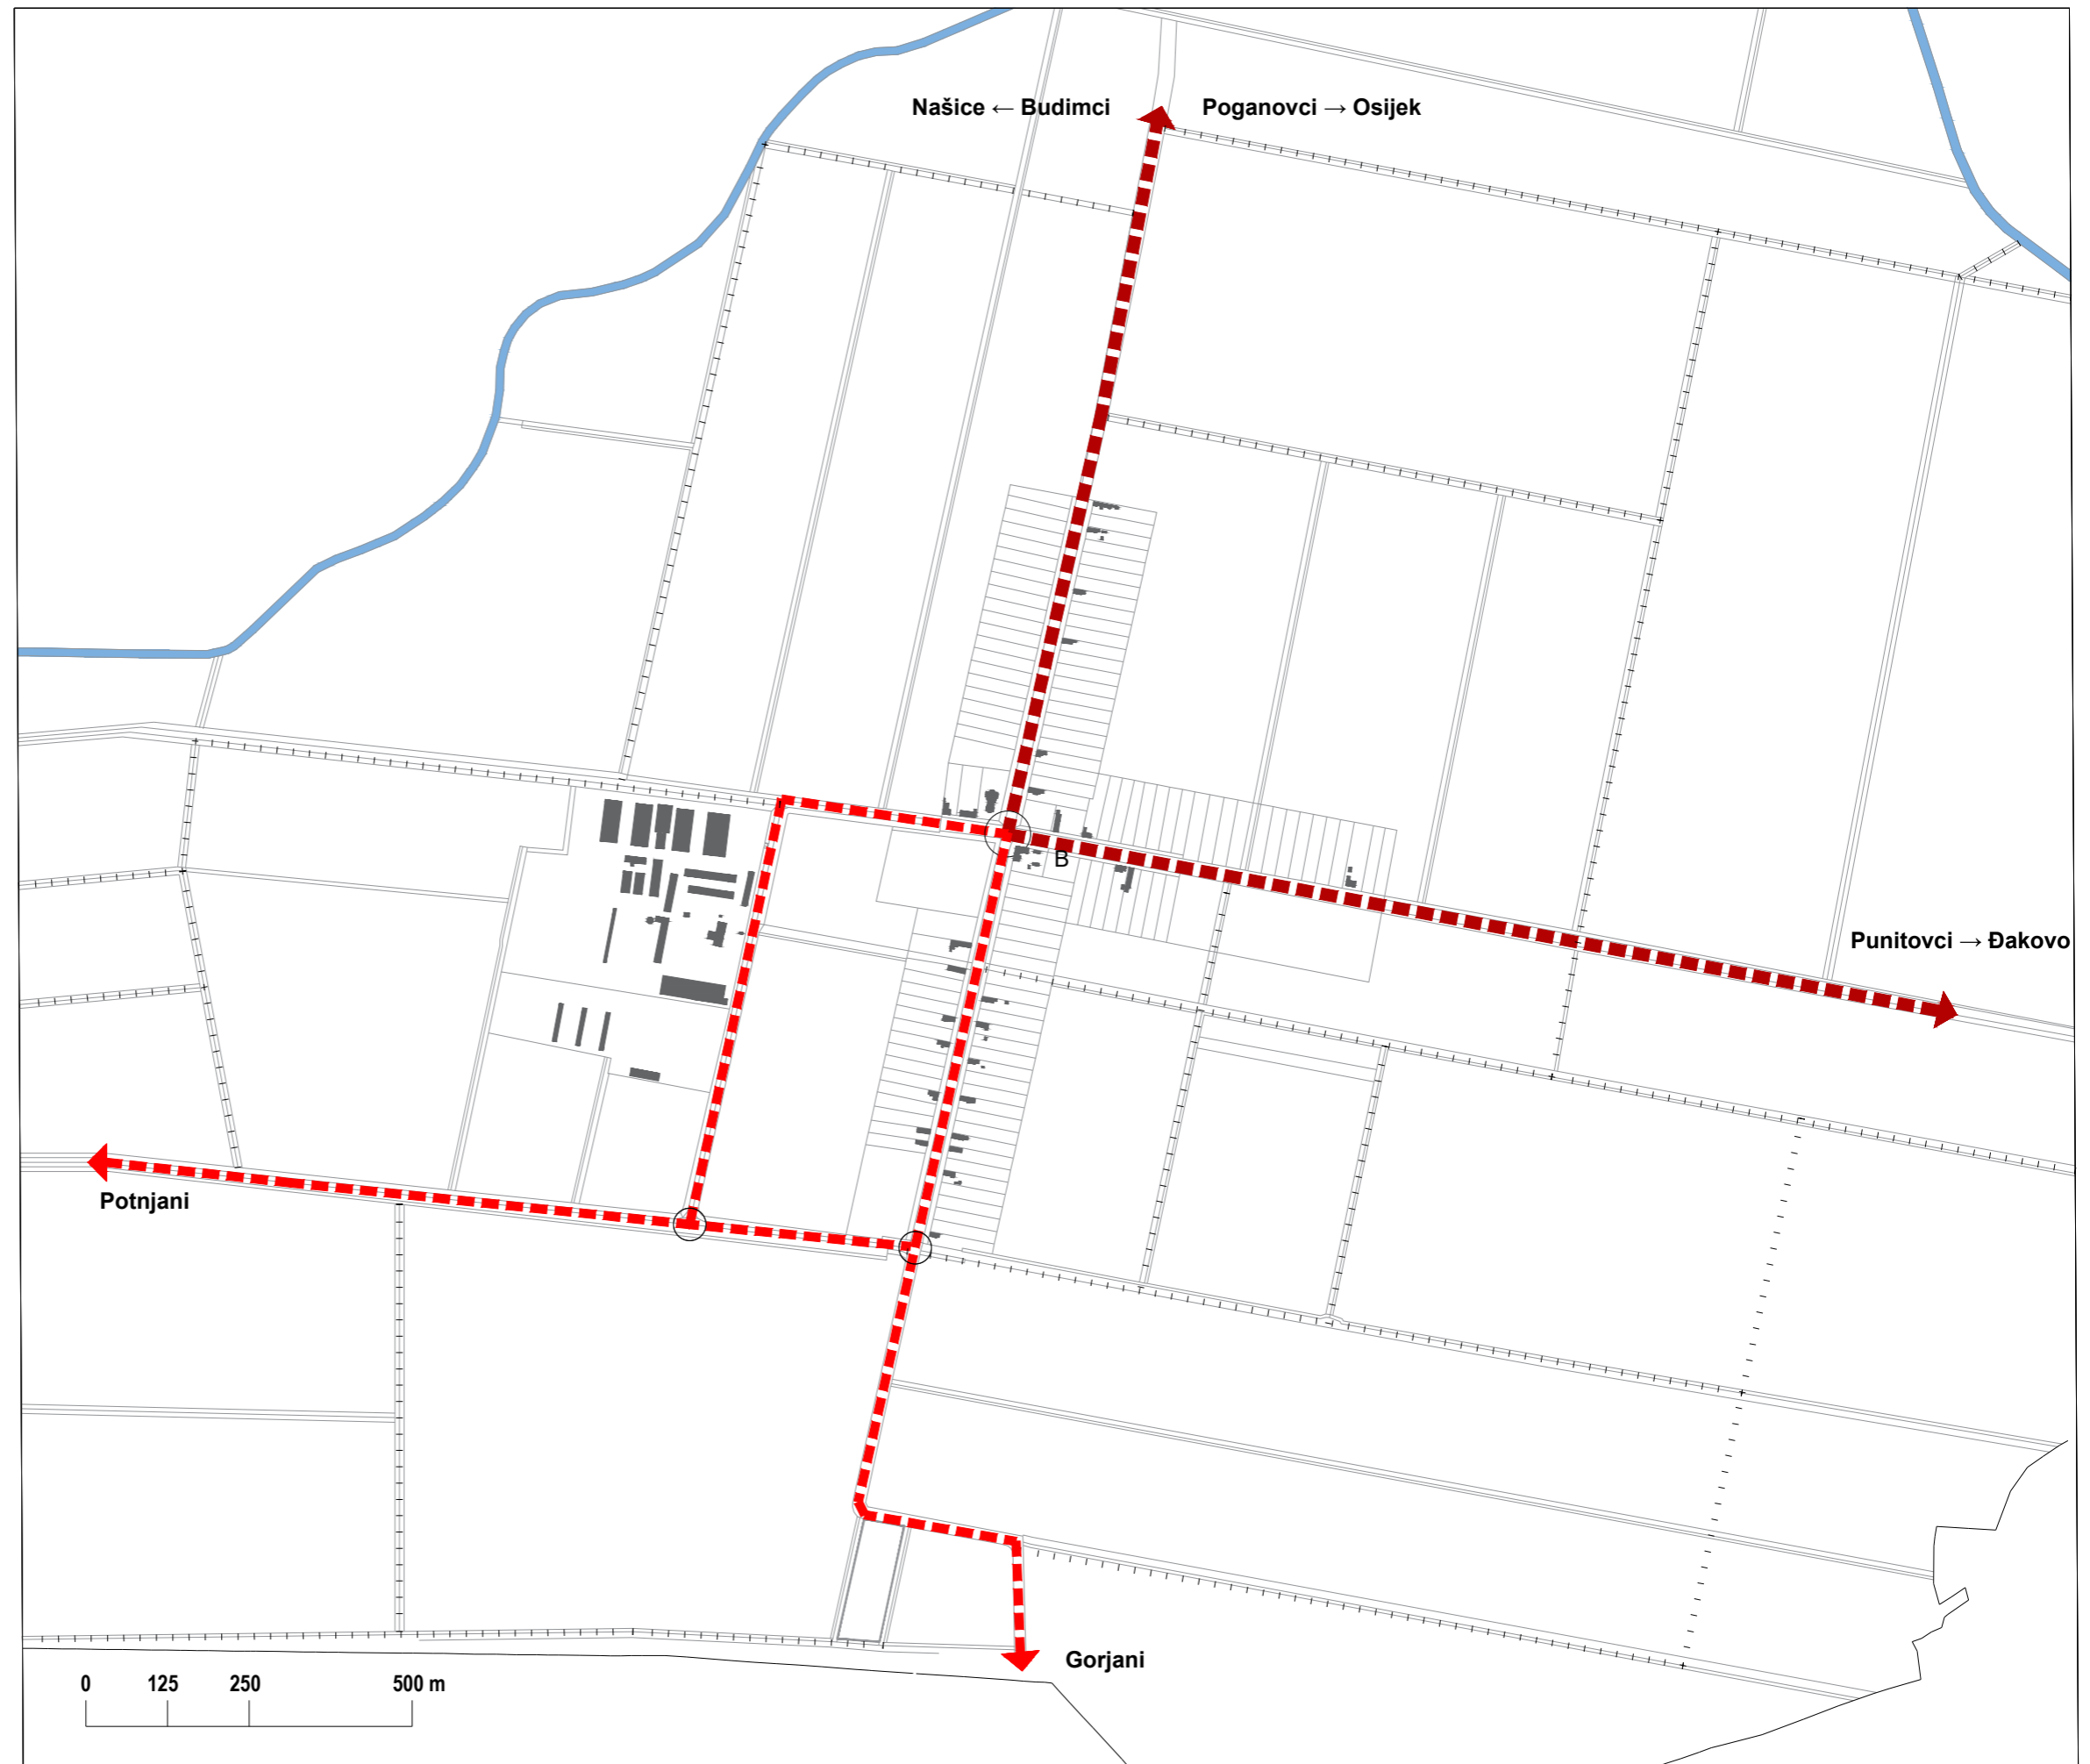 Našice ← Budimci
Poganovci → Osijek
B
Punitovci → Đakovo
Potnjani
Gorjani
0 125 250 500 m